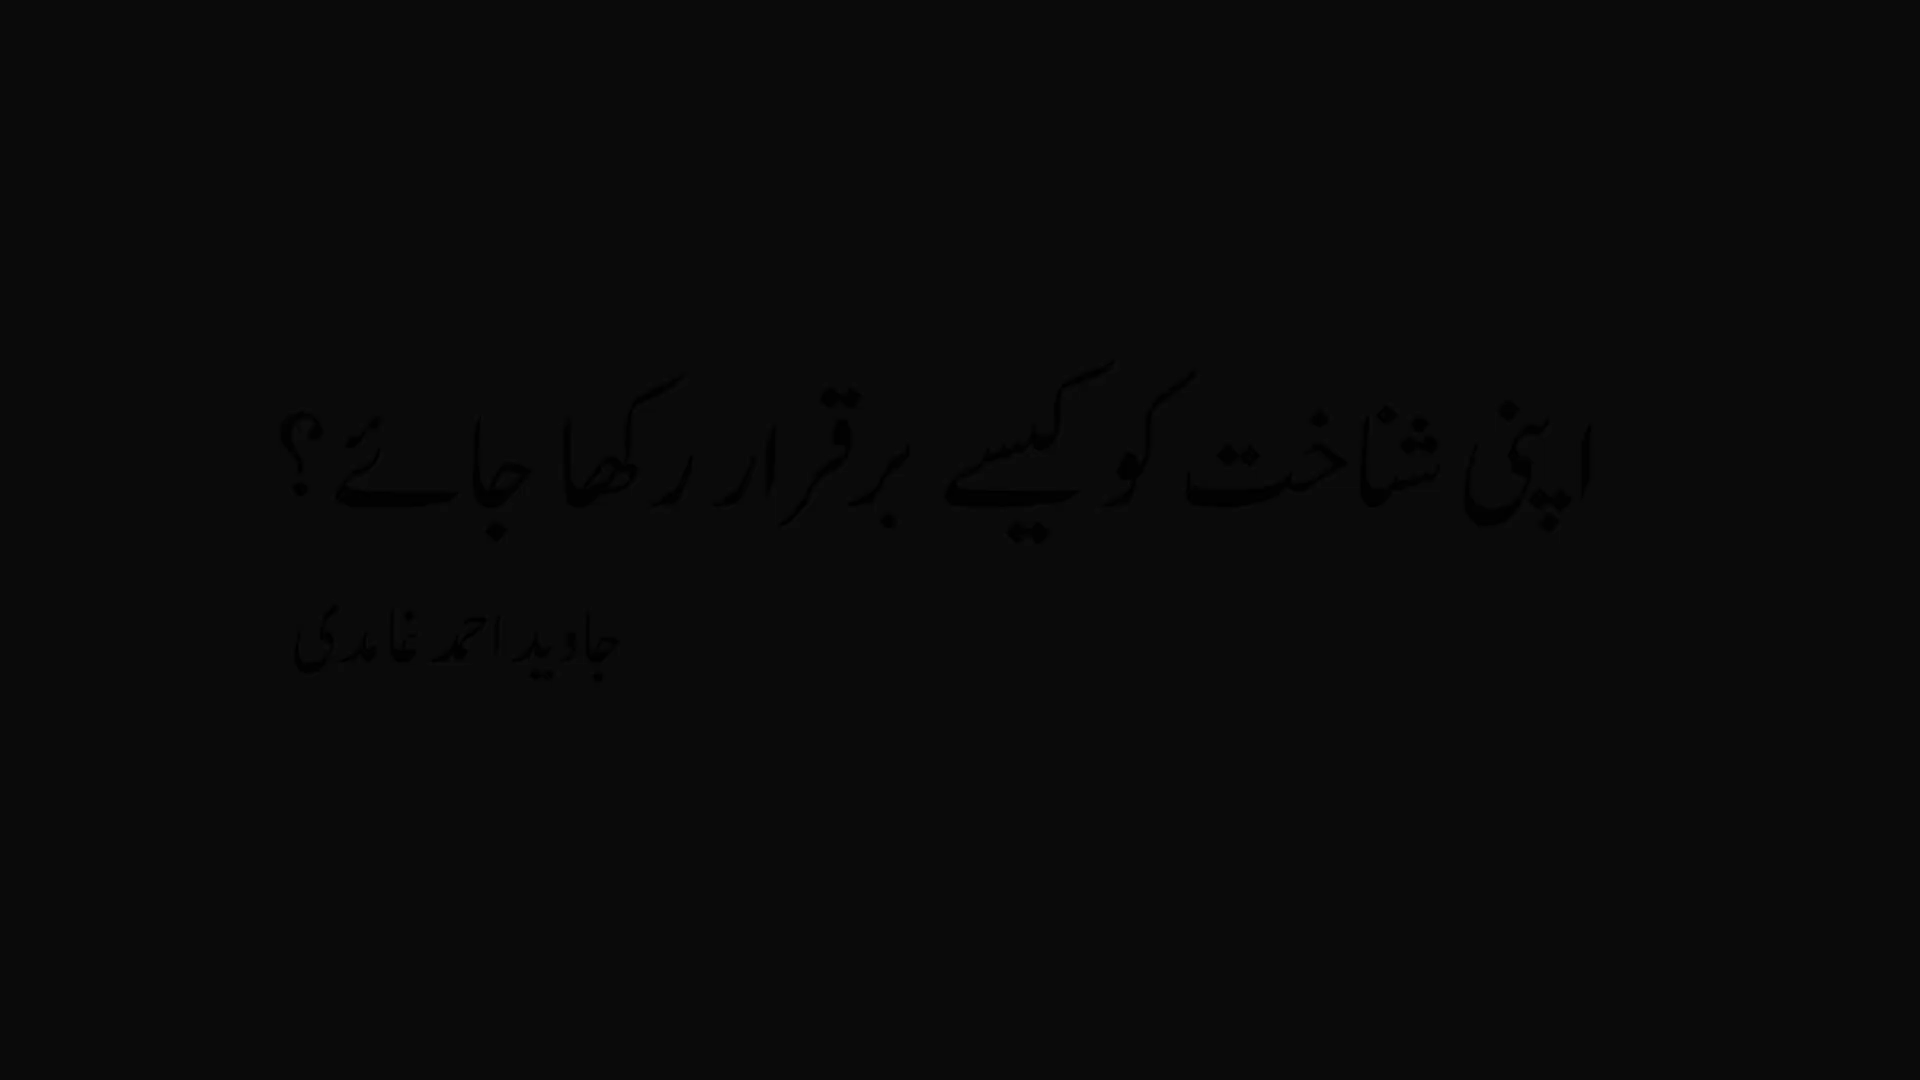 اپنی شناخت کو کیسے برقرار رکھا جائے؟
جاوید احمد غامدی